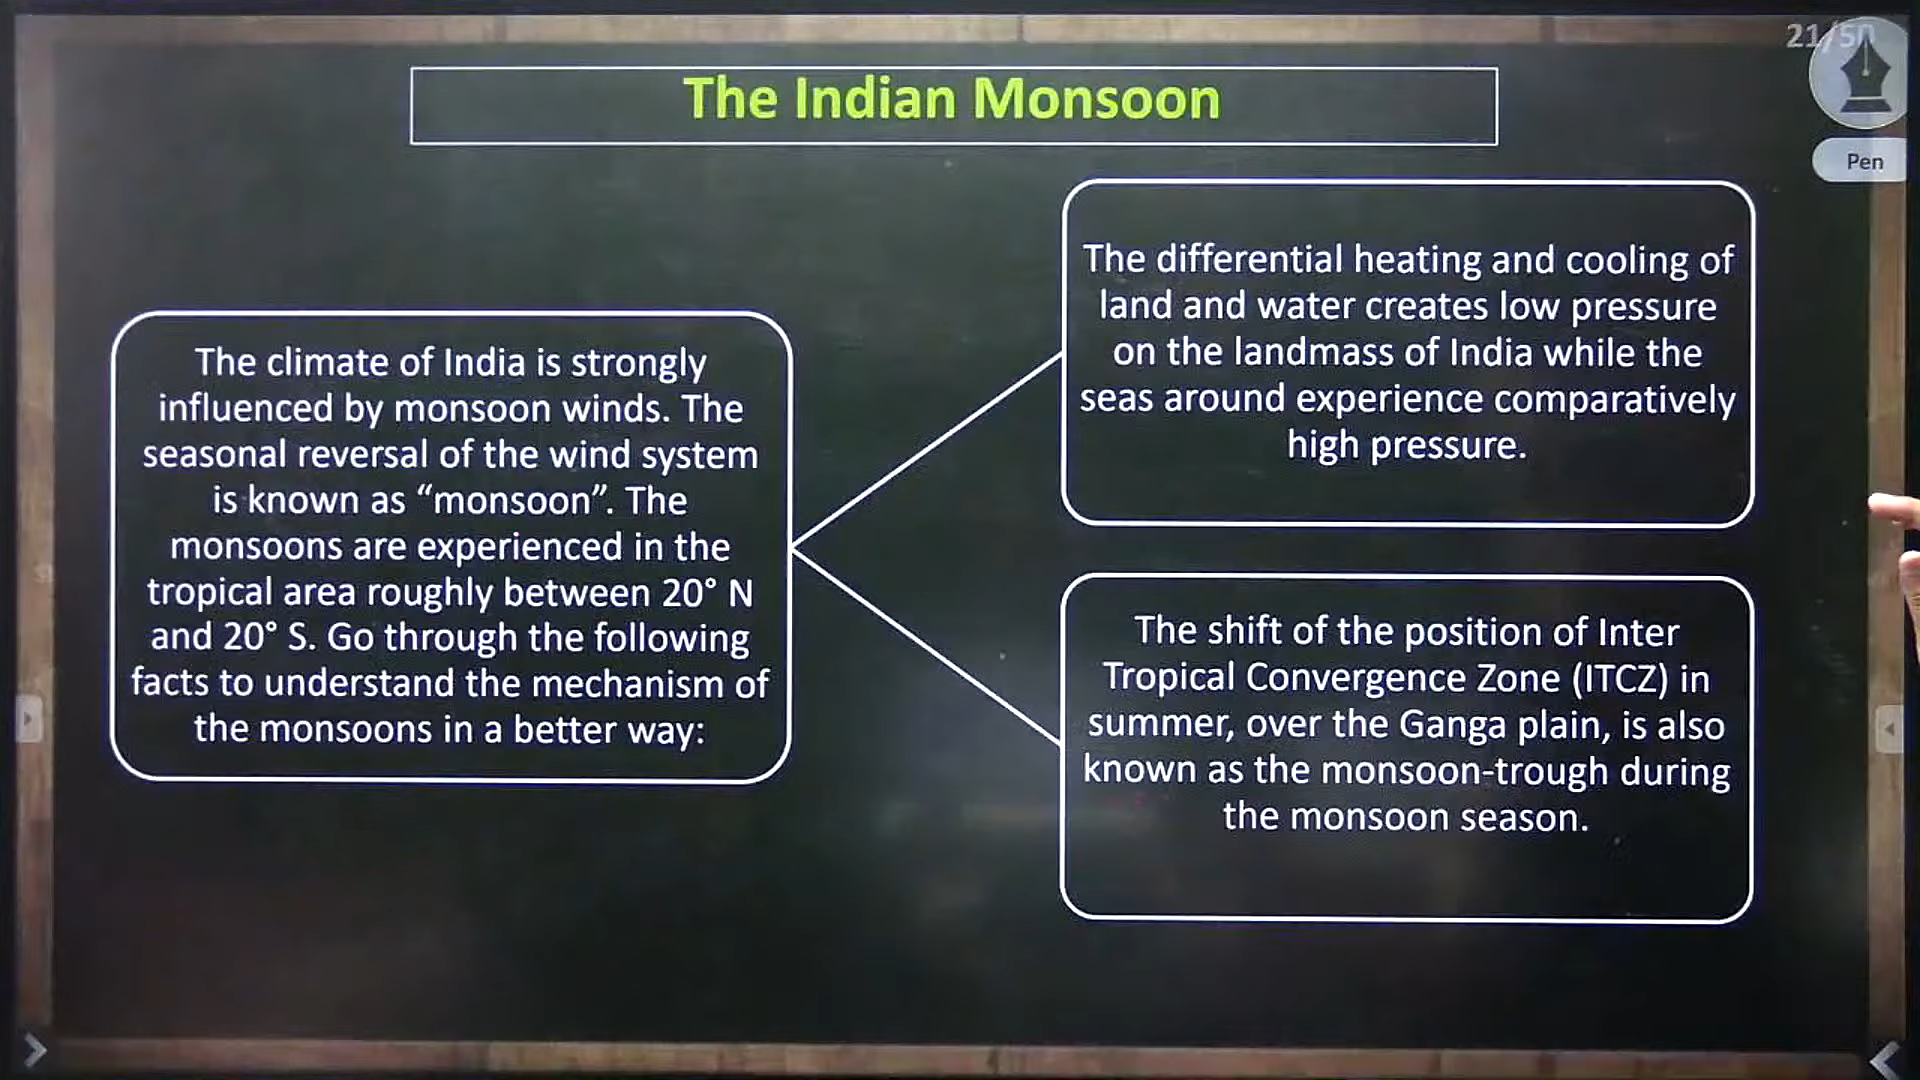 21/50
The Indian Monsoon
Pen
The climate of India is strongly
influenced by monsoon winds. The
seasonal reversal of the wind system
is known as “monsoon”. The
monsoons are experienced in the
tropical area roughly between 20° N
and 20° S. Go through the following
facts to understand the mechanism of
the monsoons in a better way:
The differential heating and cooling of
land and water creates low pressure
on the landmass of India while the
seas around experience comparatively
high pressure.
The shift of the position of Inter
Tropical Convergence Zone (ITCZ) in
summer, over the Ganga plain, is also
known as the monsoon-trough during
the monsoon season.